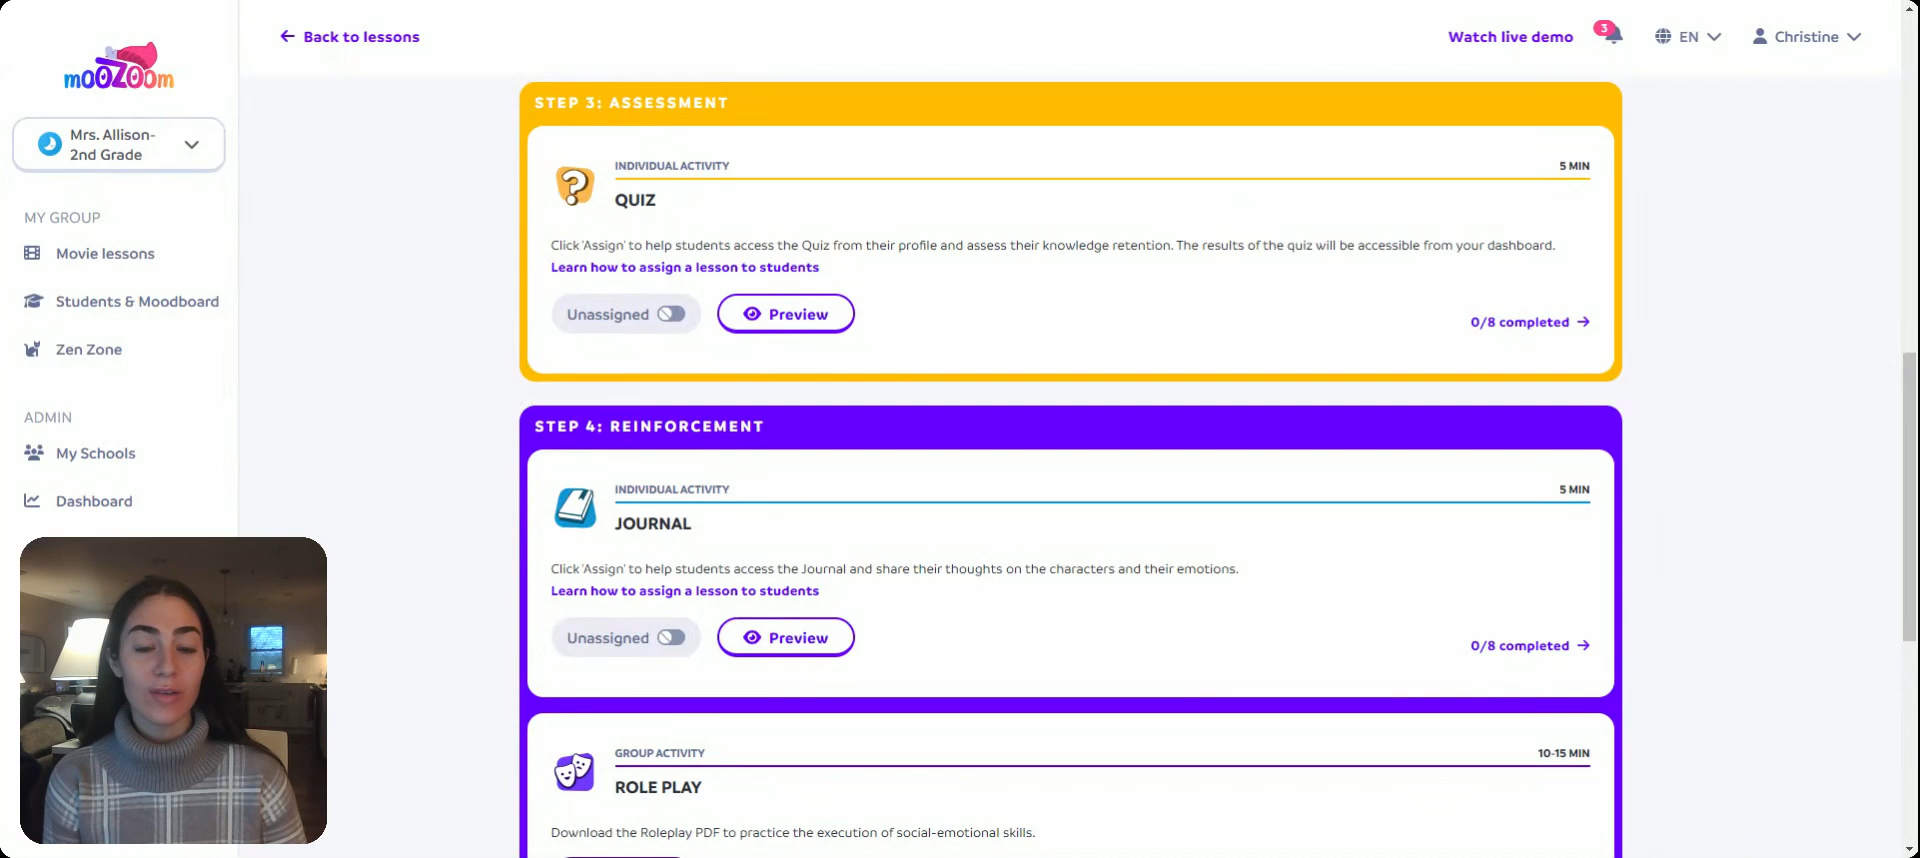 mooZoom
Mrs. Allison-
2nd Grade
MY GROUP
Movie lessons
Students & Moodboard
Zen Zone
ADMIN
My Schools
Dashboard
← Back to lessons
Watch live demo
3
EN
Christine
STEP 3: ASSESSMENT
INDIVIDUAL ACTIVITY 5 MIN
QUIZ
Click 'Assign' to help students access the Quiz from their profile and assess their knowledge retention. The results of the quiz will be accessible from your dashboard.
Learn how to assign a lesson to students
Unassigned Preview
0/8 completed →
STEP 4: REINFORCEMENT
INDIVIDUAL ACTIVITY 5 MIN
JOURNAL
Click 'Assign' to help students access the Journal and share their thoughts on the characters and their emotions.
Learn how to assign a lesson to students
Unassigned Preview
0/8 completed →
GROUP ACTIVITY 10-15 MIN
ROLE PLAY
Download the Roleplay PDF to practice the execution of social-emotional skills.